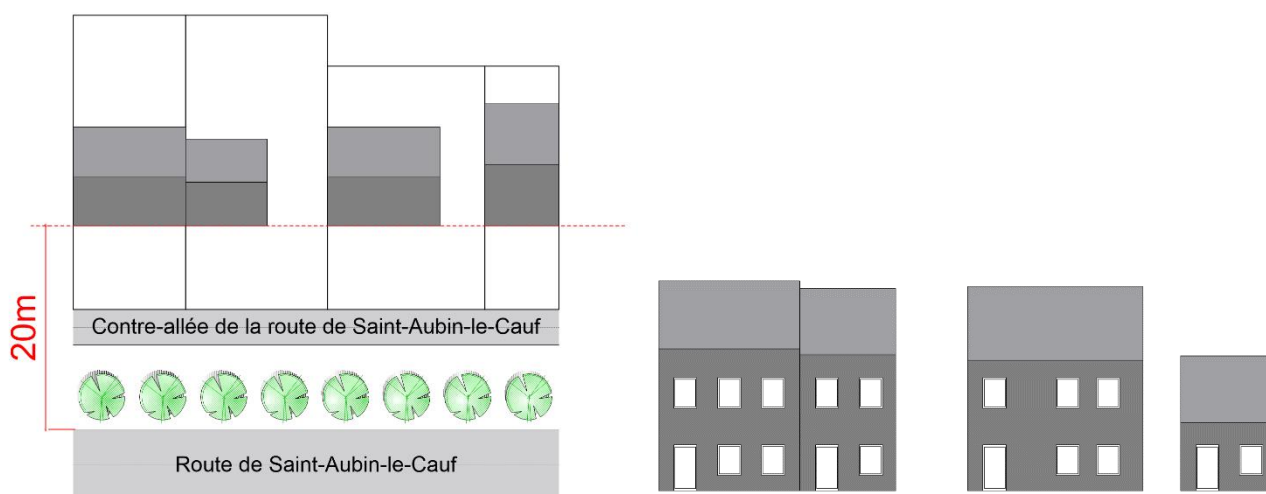 20m
Contre-allée de la route de Saint-Aubin-le-Cauf
Route de Saint-Aubin-le-Cauf